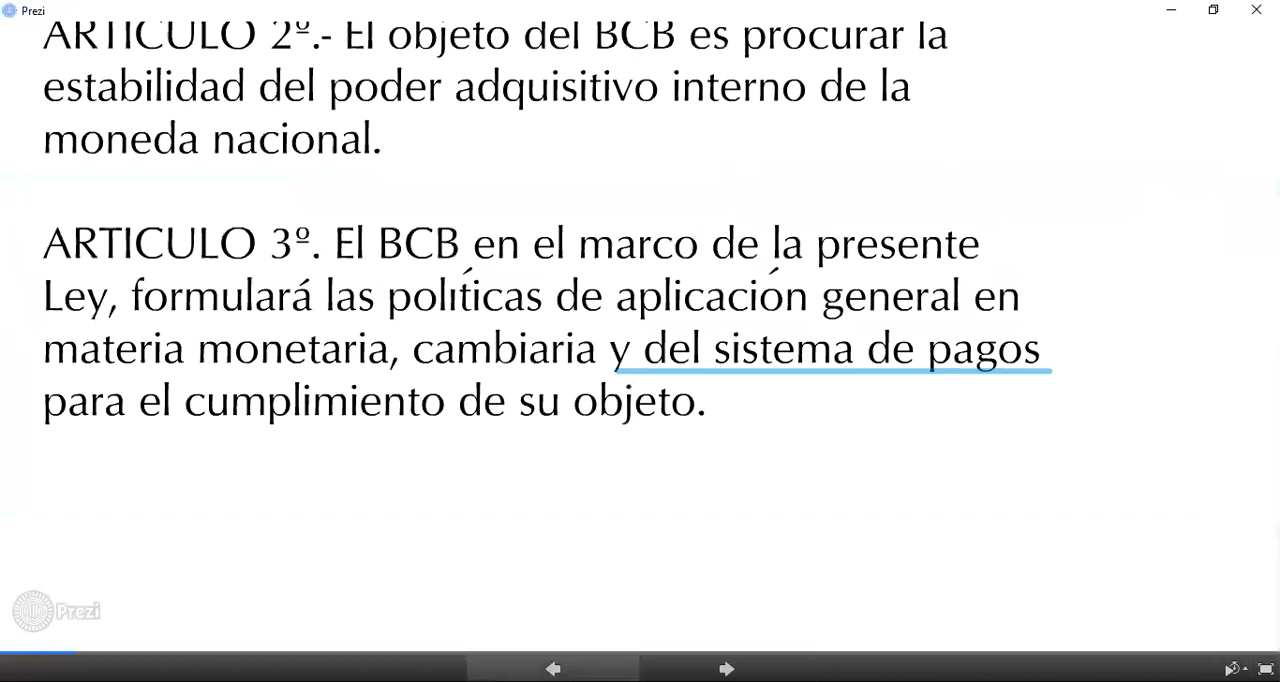 Prezi
ARTICULO 2º.- El objeto del BCB es procurar la
estabilidad del poder adquisitivo interno de la
moneda nacional.
ARTICULO 3º. El BCB en el marco de la presente
Ley, formulará las políticas de aplicación general en
materia monetaria, cambiaria y del sistema de pagos
para el cumplimiento de su objeto.
Prezi